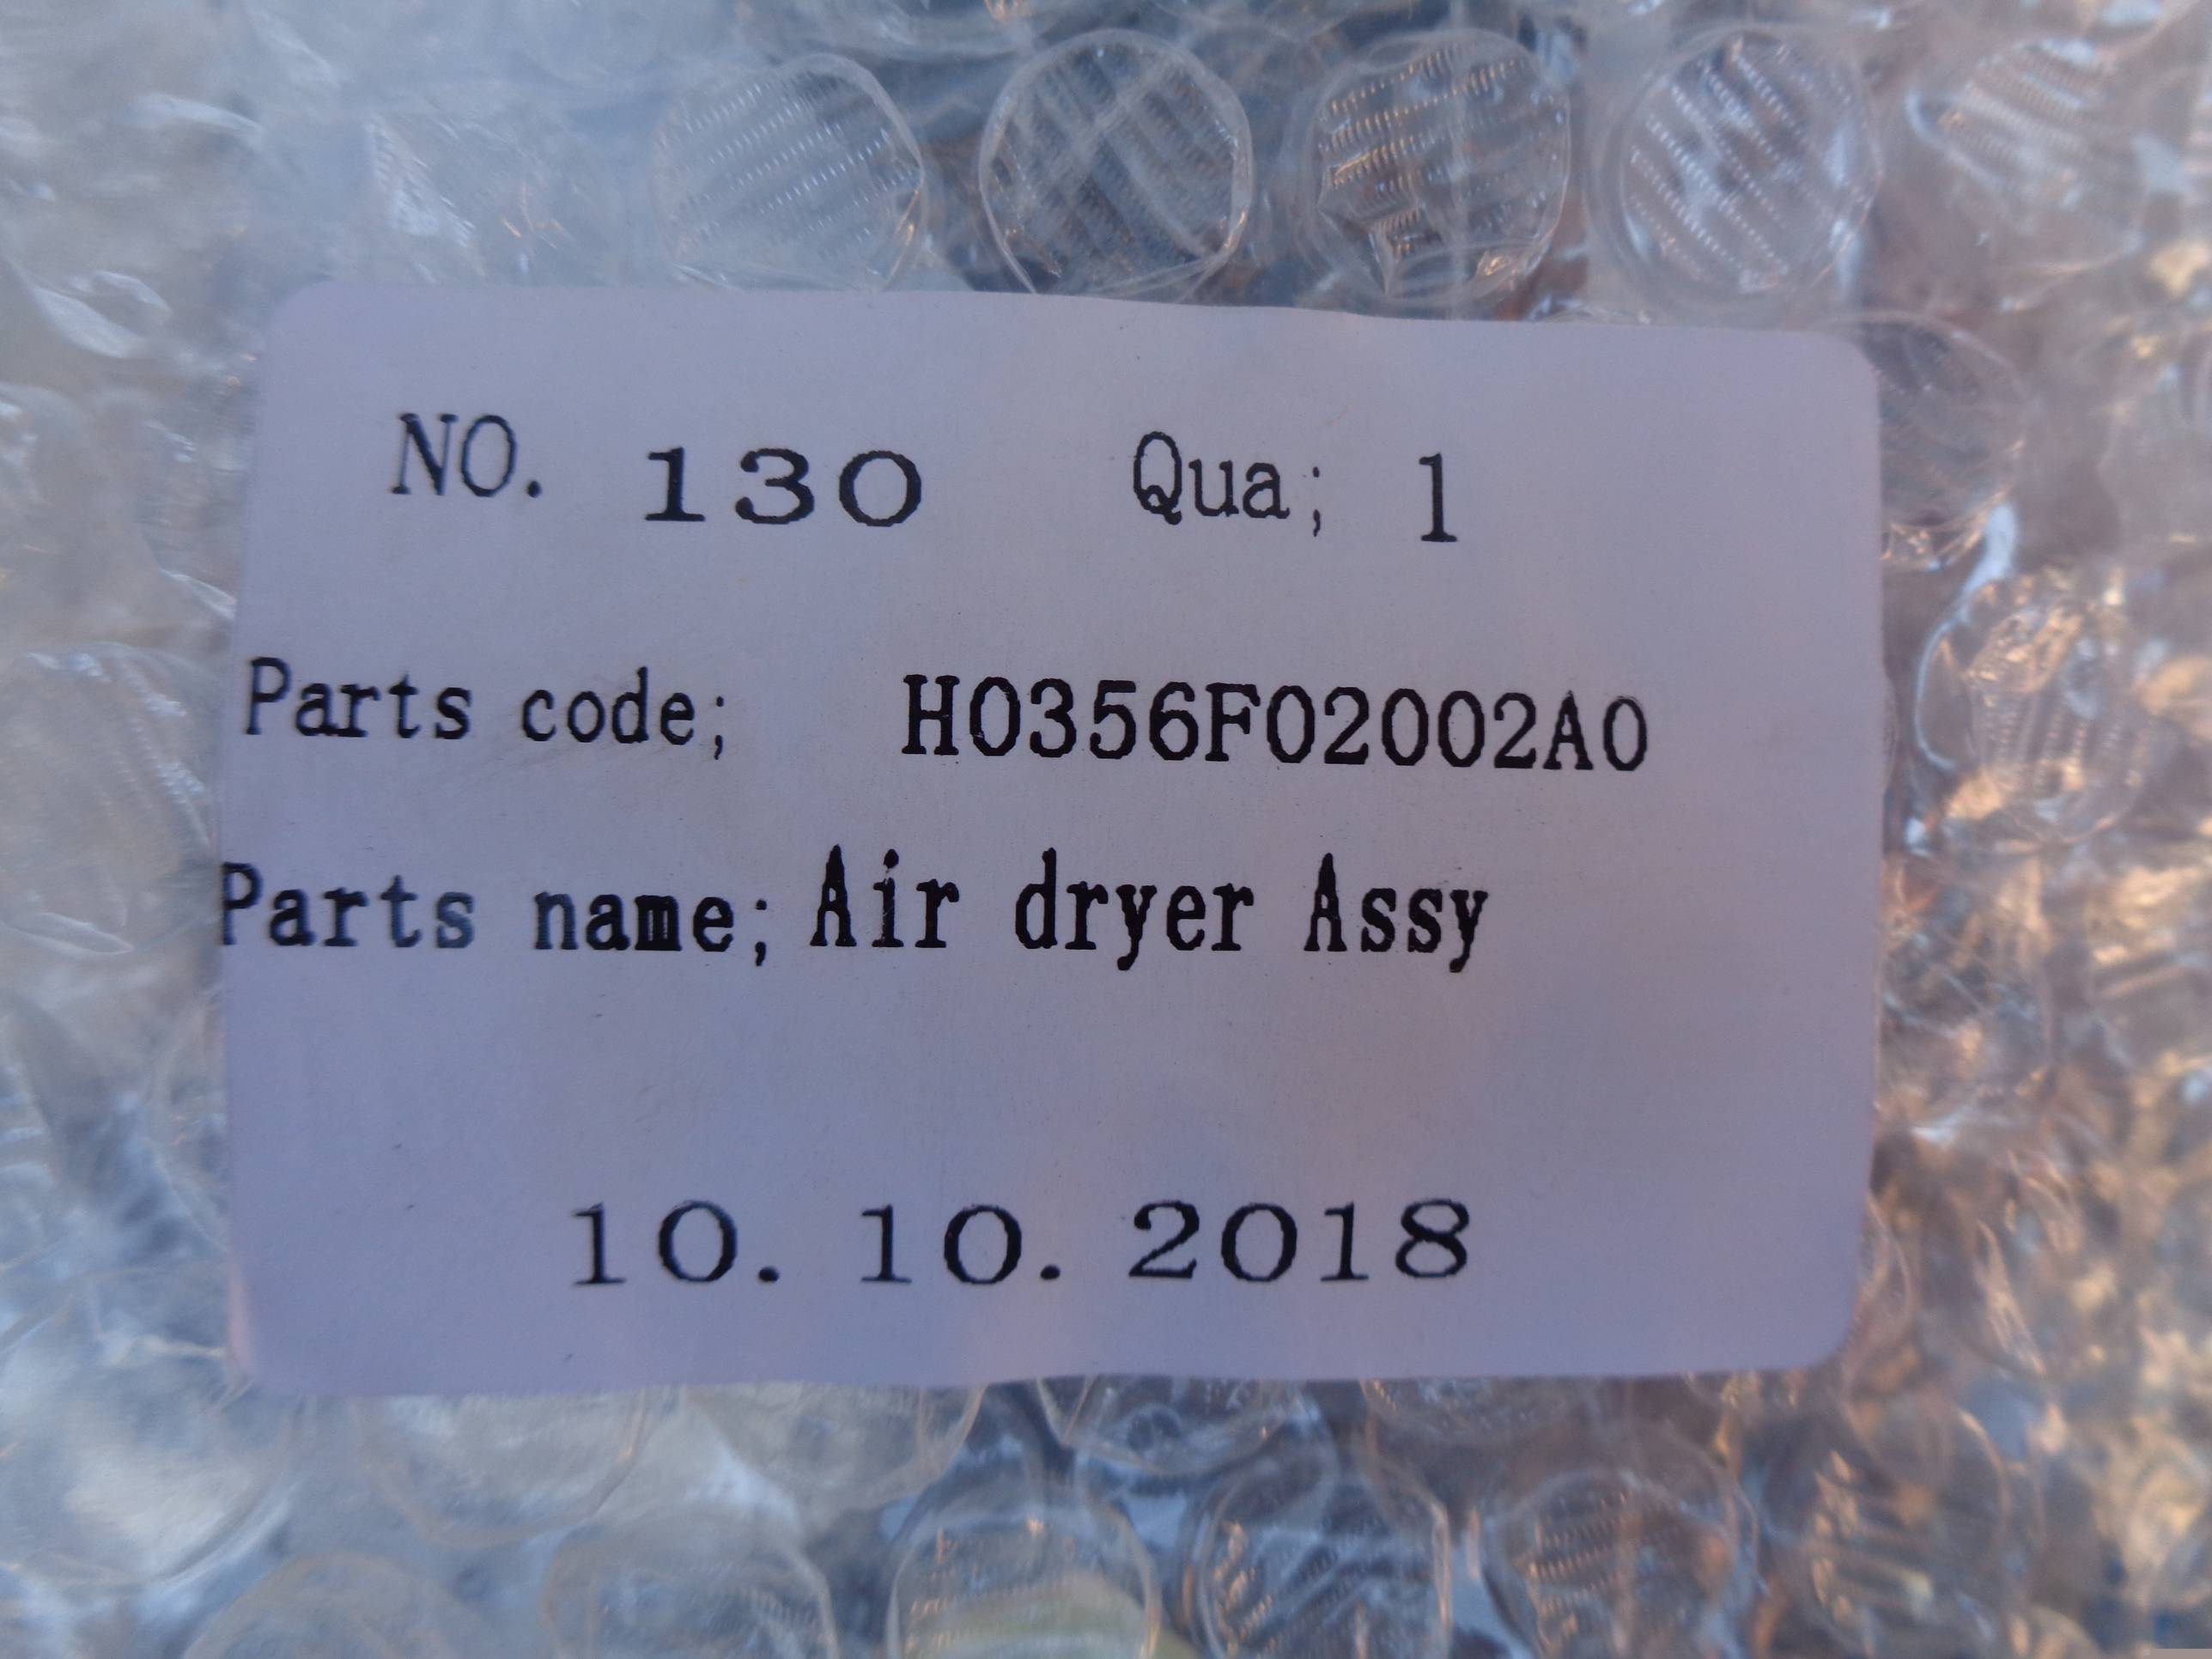 NO. 130 Qua; 1
Parts code; H0356F02002A0
Parts name; Air dryer Assy
10. 10. 2018